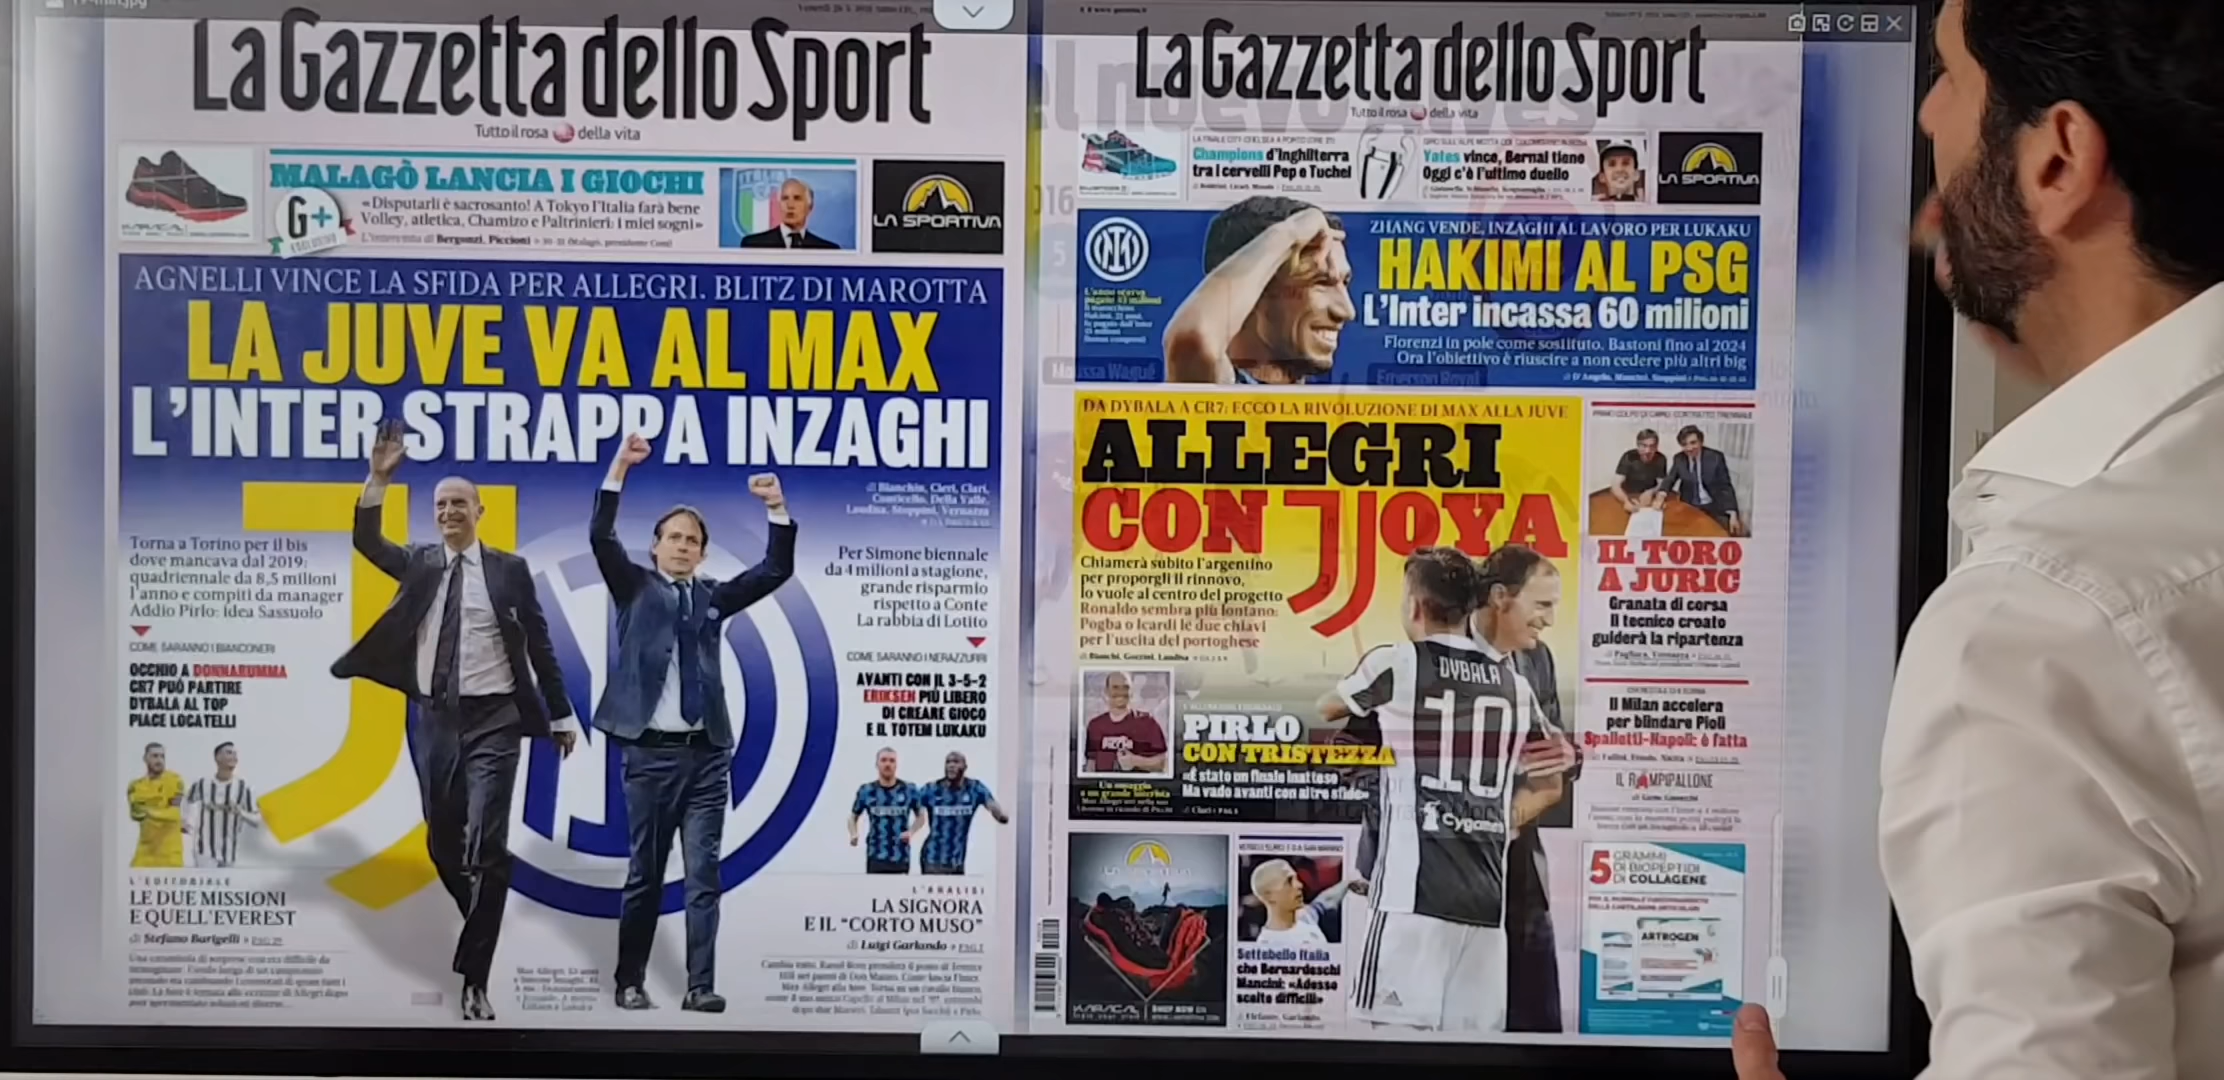 La Gazzetta dello Sport
Tutto il rosa della vita
MALAGÒ LANCIA I GIOCHI
«Disputarli è sacrosanto! A Tokyo l'Italia farà bene
Volley, atletica, Chamizo e Paltrinieri: i miei sogni»
L'intervista di Bergonzi, Piccioni
G+
ITALIA
LA SPORTIVA
AGNELLI VINCE LA SFIDA PER ALLEGRI. BLITZ DI MAROTTA
LA JUVE VA AL MAX
L'INTER STRAPPA INZAGHI
Torna a Torino per il bis
dove mancava dal 2019:
quadriennale da 8,5 milioni
l'anno e compiti da manager
Addio Pirlo: idea Sassuolo
COME SARANNO I BIANCONERI
OCCHIO A DONNARUMMA
CR7 PUÒ PARTIRE
DYBALA AL TOP
PIACE LOCATELLI
L'EDITORIALE
LE DUE MISSIONI
E QUELL'EVEREST
di Stefano Barigelli
Per Simone biennale
da 4 milioni a stagione,
grande risparmio
rispetto a Conte
La rabbia di Lotito
COME SARANNO I NERAZZURRI
AVANTI CON IL 3-5-2
ERIKSEN PIÙ LIBERO
DI CREARE GIOCO
E IL TOTEM LUKAKU
L'ANALISI
LA SIGNORA
E IL "CORTO MUSO"
di Luigi Garlando
La Gazzetta dello Sport
Tutto il rosa della vita
Champions d'Inghilterra
tra i cervelli Pep e Tuchel
Yates vince, Bernal tiene
Oggi c'è l'ultimo duello
LA SPORTIVA
ZHANG VENDE, INZAGHI AL LAVORO PER LUKAKU
HAKIMI AL PSG
L'Inter incassa 60 milioni
Florenzi in pole come sostituto, Bastoni fino al 2024
Ora l'obiettivo è riuscire a non cedere più altri big
DA DYBALA A CR7: ECCO LA RIVOLUZIONE DI MAX ALLA JUVE
ALLEGRI
CON JOYA
Chiamerà subito l'argentino
per proporgli il rinnovo,
lo vuole al centro del progetto
Ronaldo sembra più lontano:
Pogba o Icardi le due chiavi
per l'uscita del portoghese
PIRLO
CON TRISTEZZA
«È stato un finale inatteso
Ma vado avanti con altre sfide»
DYBALA
10
Cygames
IL TORO
A JURIC
Granata di corsa
Il tecnico croato
guiderà la ripartenza
Il Milan accelera
per blindare Pioli
Spalletti-Napoli: è fatta
IL RAMPIPALLONE
Settebello Italia
che Bernardeschi
Mancini: «Adesso
scelte difficili»
5 GRAMMI
DI BIOPEPTIDI
DI COLLAGENE
ARTROGEN